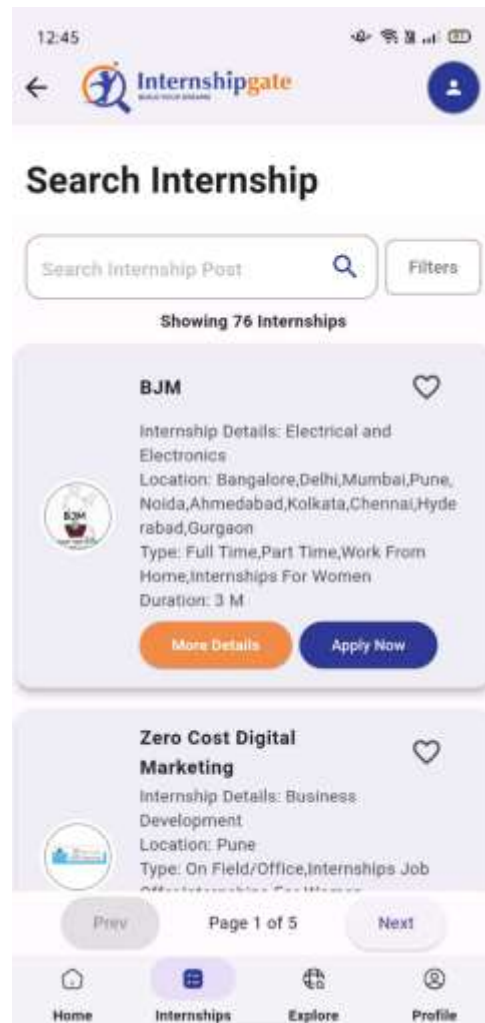 12:45
Internshipgate
Search Internship
Search Internship Post
Filters
Showing 76 Internships
BJM
Internship Details: Electrical and
Electronics
Location: Bangalore,Delhi,Mumbai,Pune,
Noida,Ahmedabad,Kolkata,Chennai,Hyde
rabad,Gurgaon
Type: Full Time,Part Time,Work From
Home,Internships For Women
Duration: 3 M
More Details
Apply Now
BJM
Zero Cost Digital
Marketing
Internship Details: Business
Development
Location: Pune
Type: On Field/Office,Internships Job
Prev
Page 1 of 5
Next
Home
Internships
Explore
Profile